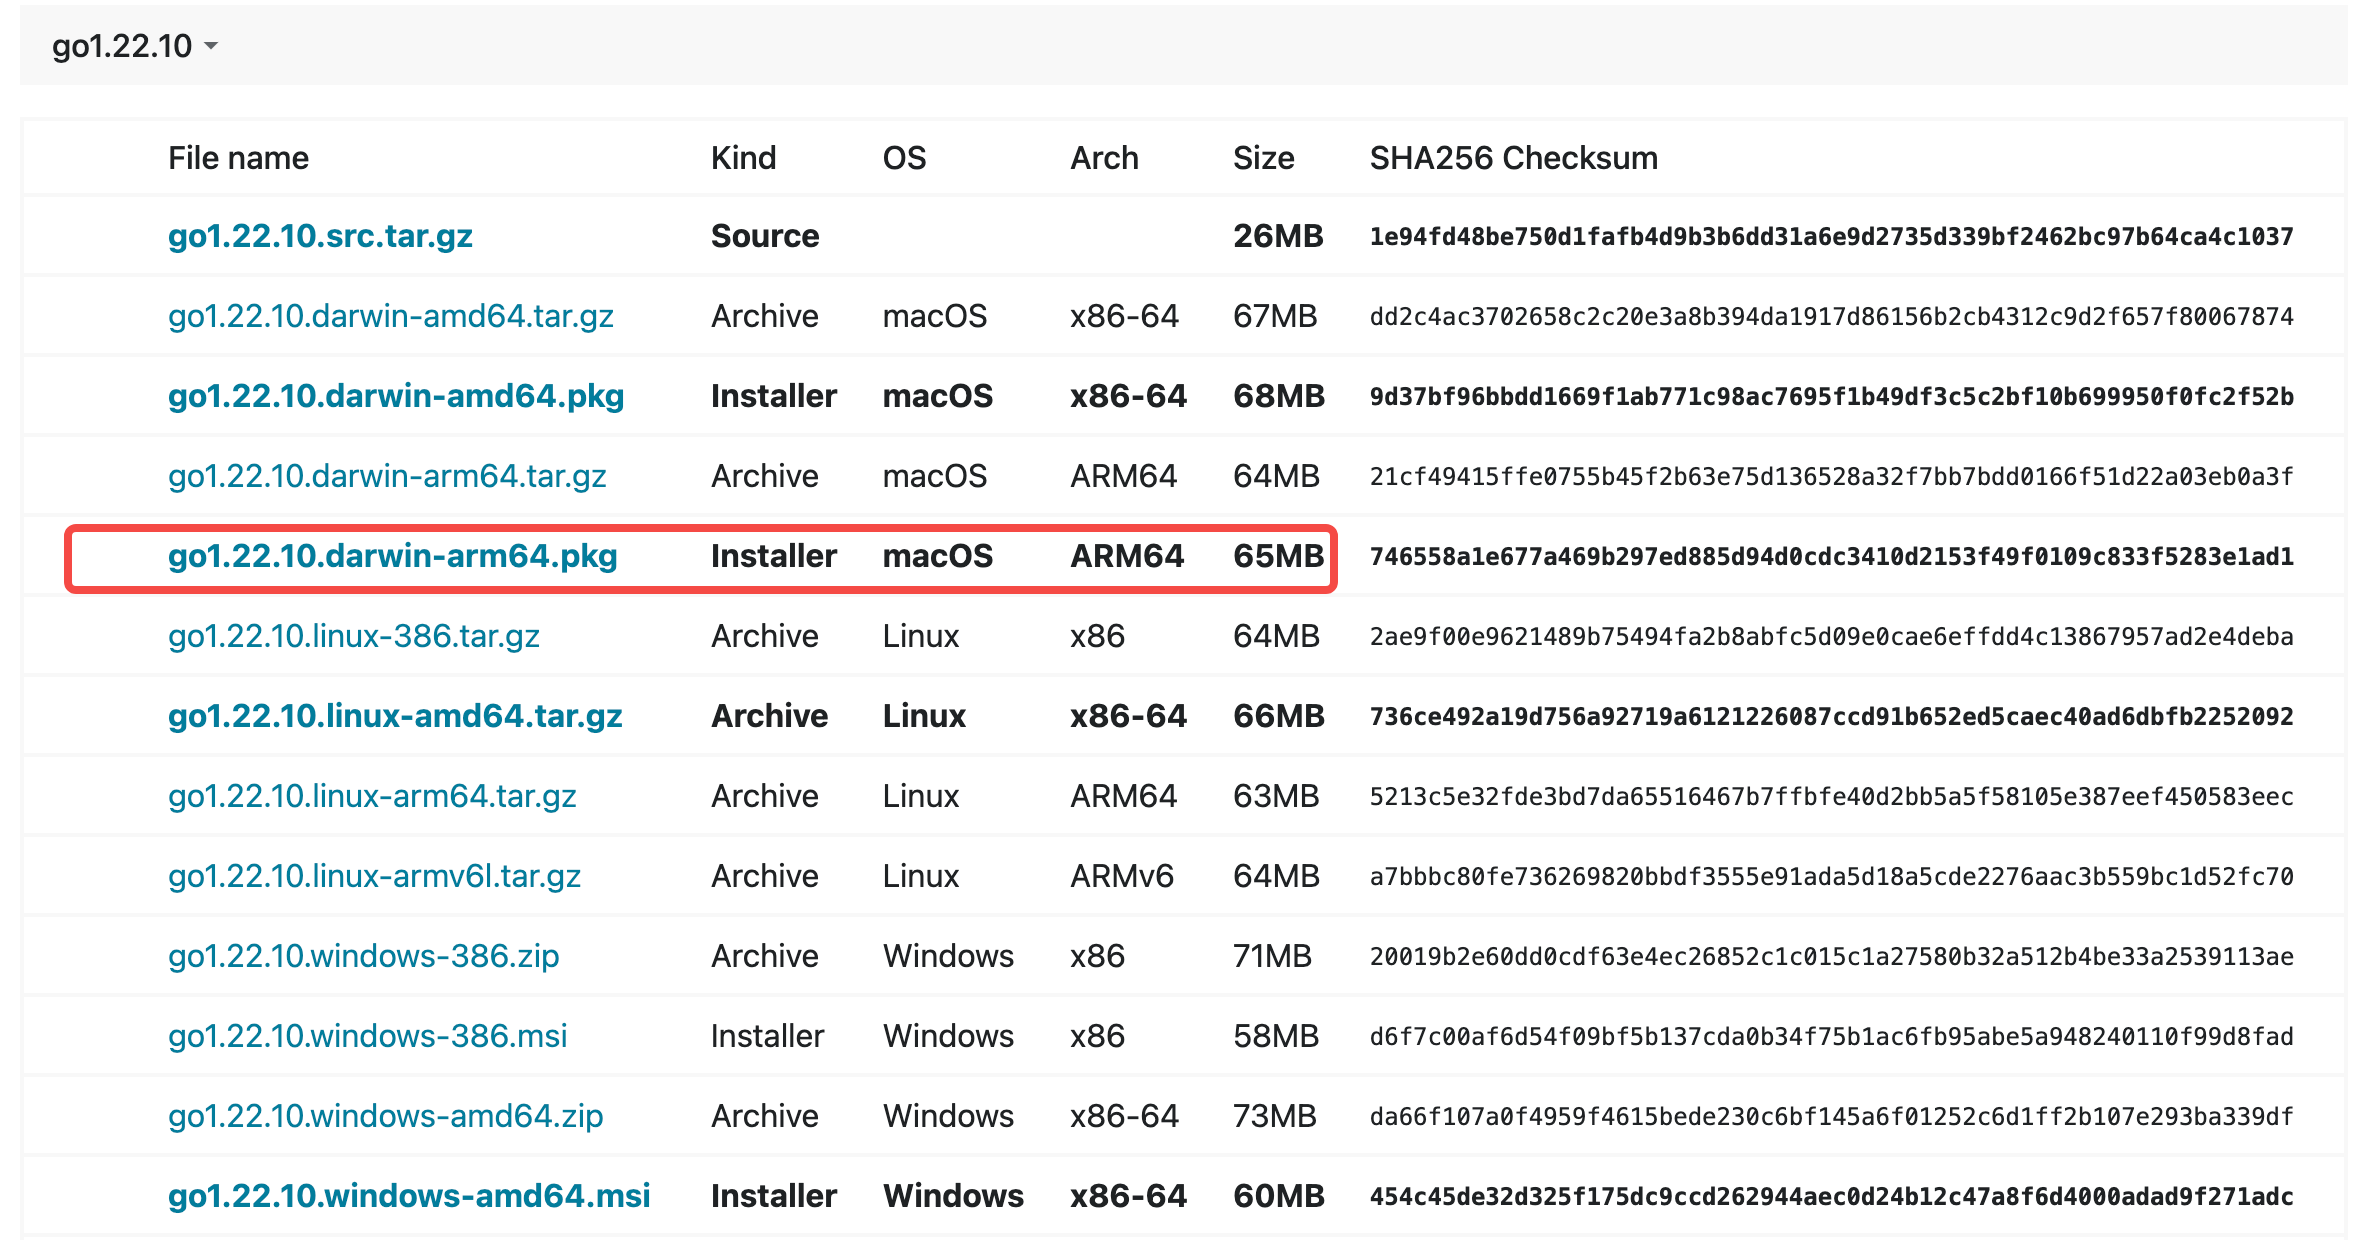 go1.22.10
File name Kind OS Arch Size SHA256 Checksum
go1.22.10.src.tar.gz Source 26MB 1e94fd48be750d1fafb4d9b3b6dd31a6e9d2735d339bf2462bc97b64ca4c1037
go1.22.10.darwin-amd64.tar.gz Archive macOS x86-64 67MB dd2c4ac3702658c2c20e3a8b394da1917d86156b2cb4312c9d2f657f80067874
go1.22.10.darwin-amd64.pkg Installer macOS x86-64 68MB 9d37bf96bbdd1669f1ab771c98ac7695f1b49df3c5c2bf10b699950f0fc2f52b
go1.22.10.darwin-arm64.tar.gz Archive macOS ARM64 64MB 21cf49415ffe0755b45f2b63e75d136528a32f7bb7bdd0166f51d22a03eb0a3f
go1.22.10.darwin-arm64.pkg Installer macOS ARM64 65MB 746558a1e677a469b297ed885d94d0cdc3410d2153f49f0109c833f5283e1ad1
go1.22.10.linux-386.tar.gz Archive Linux x86 64MB 2ae9f00e9621489b75494fa2b8abfc5d09e0cae6effdd4c13867957ad2e4deba
go1.22.10.linux-amd64.tar.gz Archive Linux x86-64 66MB 736ce492a19d756a92719a6121226087ccd91b652ed5caec40ad6dbfb2252092
go1.22.10.linux-arm64.tar.gz Archive Linux ARM64 63MB 5213c5e32fde3bd7da65516467b7ffbfe40d2bb5a5f58105e387eef450583eec
go1.22.10.linux-armv6l.tar.gz Archive Linux ARMv6 64MB a7bbbc80fe736269820bbdf3555e91ada5d18a5cde2276aac3b559bc1d52fc70
go1.22.10.windows-386.zip Archive Windows x86 71MB 20019b2e60dd0cdf63e4ec26852c1c015c1a27580b32a512b4be33a2539113ae
go1.22.10.windows-386.msi Installer Windows x86 58MB d6f7c00af6d54f09bf5b137cda0b34f75b1ac6fb95abe5a948240110f99d8fad
go1.22.10.windows-amd64.zip Archive Windows x86-64 73MB da66f107a0f4959f4615bede230c6bf145a6f01252c6d1ff2b107e293ba339df
go1.22.10.windows-amd64.msi Installer Windows x86-64 60MB 454c45de32d325f175dc9ccd262944aec0d24b12c47a8f6d4000adad9f271adc